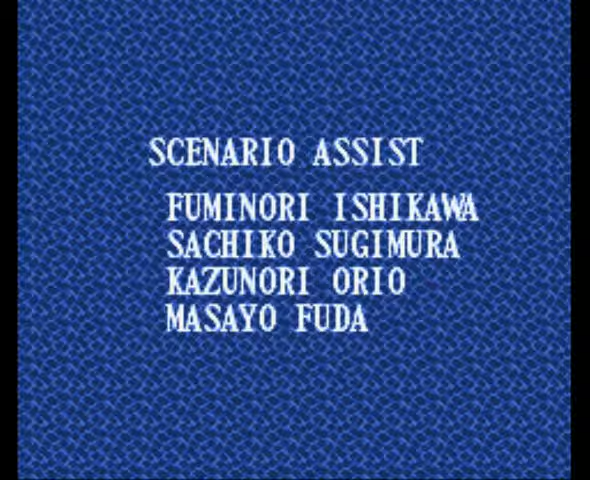 SCENARIO ASSIST
FUMINORI ISHIKAWA
SACHIKO SUGIMURA
KAZUNORI ORIO
MASAYO FUDA